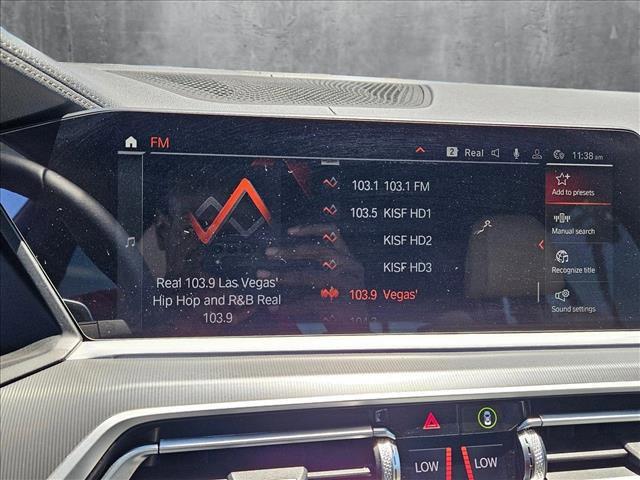 FM
2 Real 11:38 am
103.1 103.1 FM
103.5 KISF HD1
KISF HD2
KISF HD3
103.9 Vegas'
Real 103.9 Las Vegas'
Hip Hop and R&B Real
103.9
Add to presets
Manual search
Recognize title
Sound settings
LOW
LOW